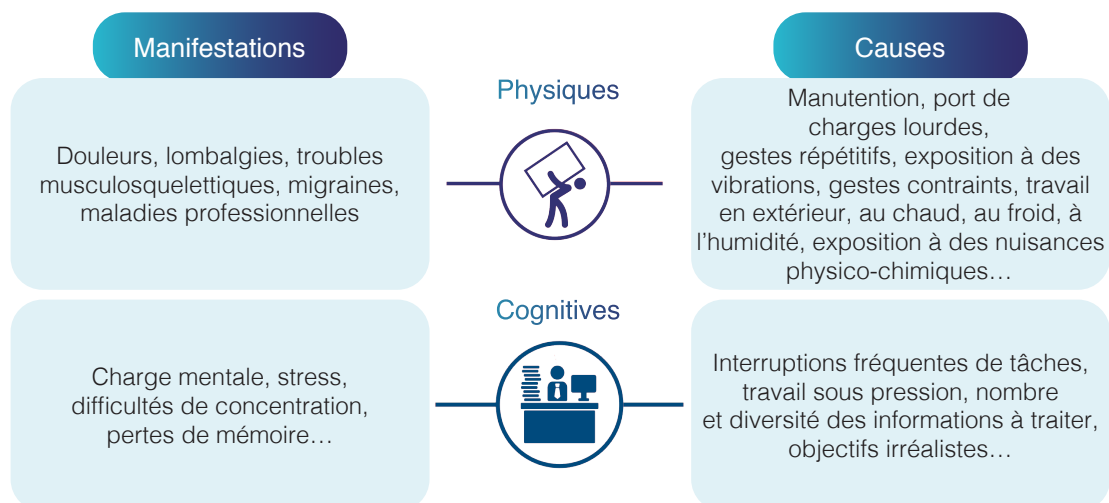 Manifestations
Causes
Physiques
Douleurs, lombalgies, troubles
musculosquelettiques, migraines,
maladies professionnelles
Manutention, port de
charges lourdes,
gestes répétitifs, exposition à des
vibrations, gestes contraints, travail
en extérieur, au chaud, au froid, à
l’humidité, exposition à des nuisances
physico-chimiques…
Cognitives
Charge mentale, stress,
difficultés de concentration,
pertes de mémoire…
Interruptions fréquentes de tâches,
travail sous pression, nombre
et diversité des informations à traiter,
objectifs irréalistes…